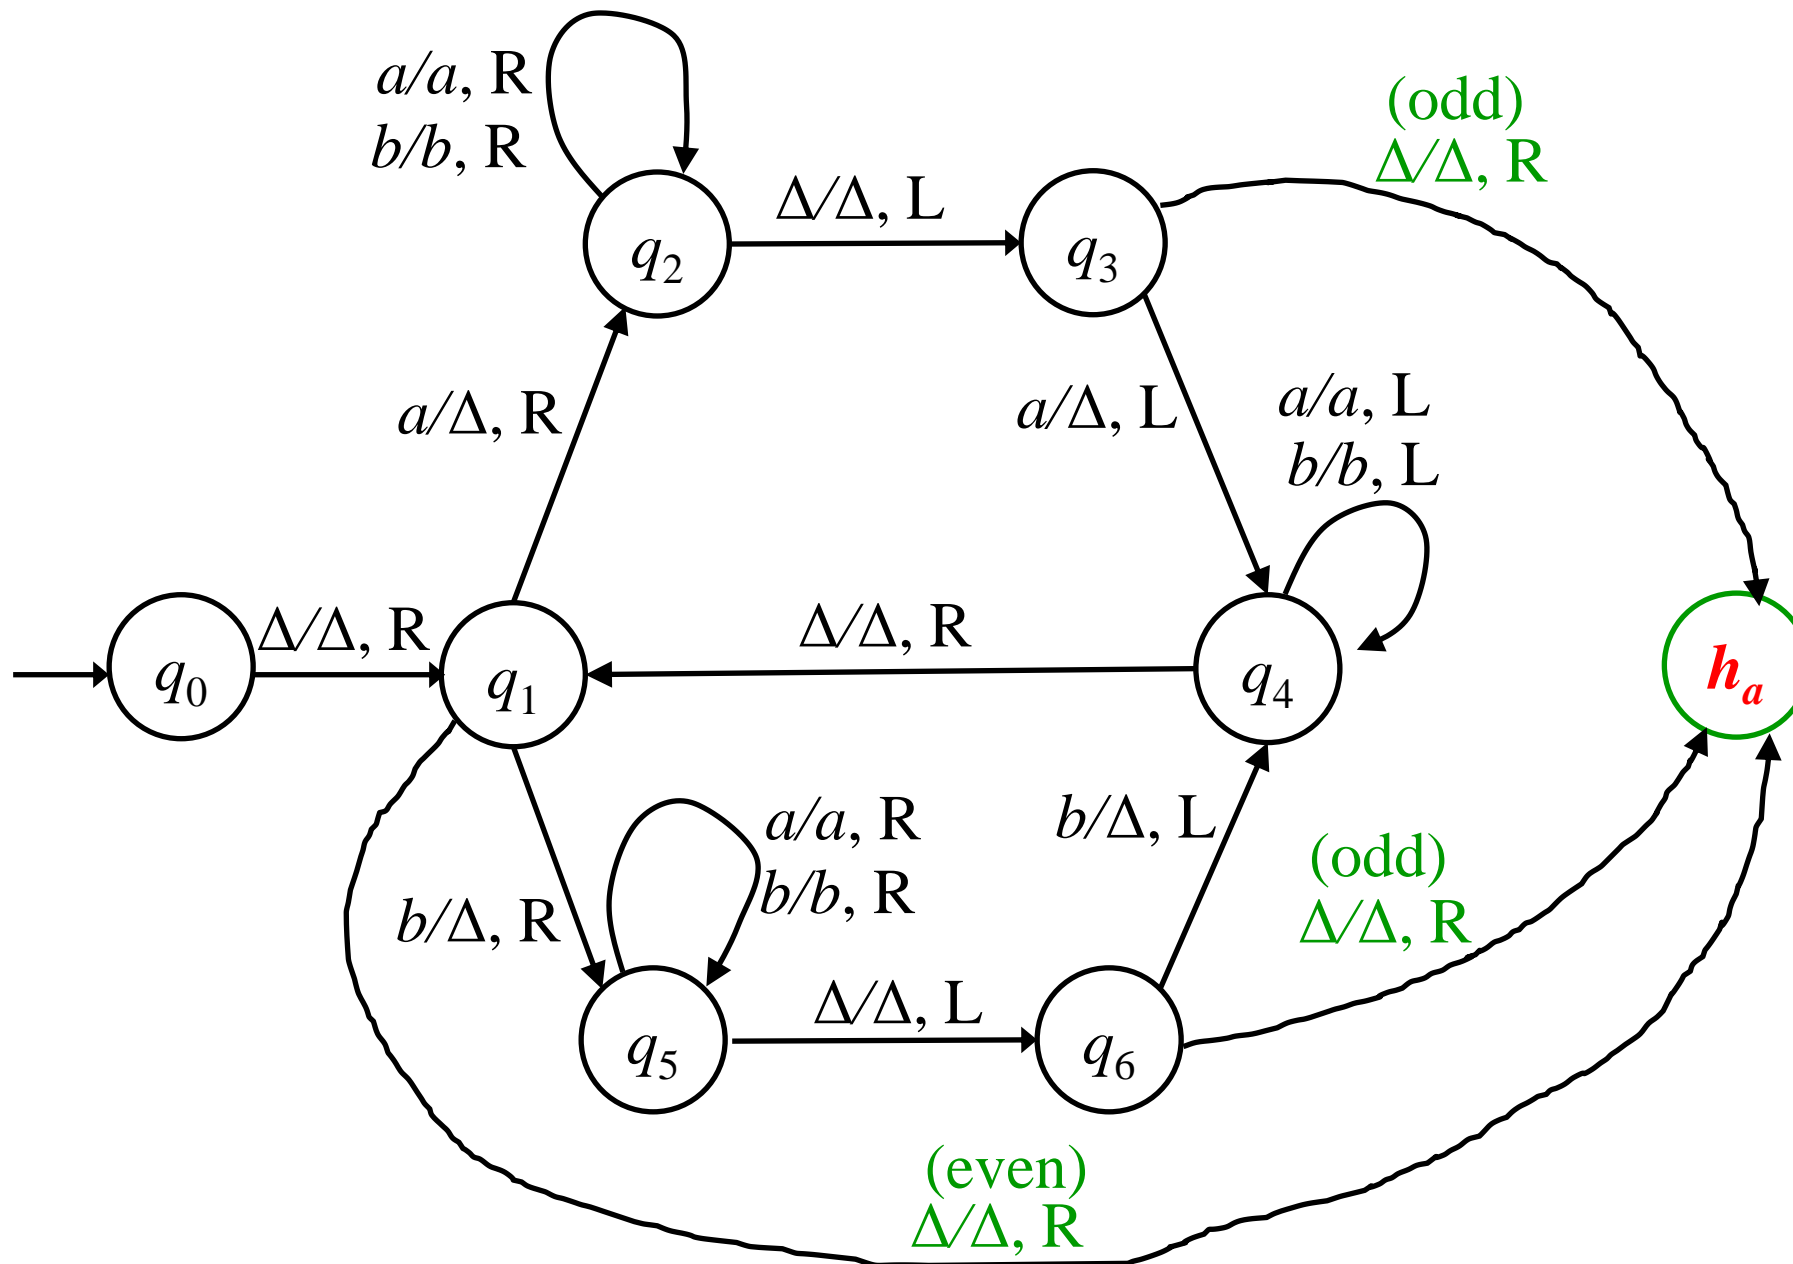 a/a, R
b/b, R
(odd)
Δ/Δ, R
Δ/Δ, L
q2
q3
a/Δ, R
a/Δ, L
a/a, L
b/b, L
q0
Δ/Δ, R
q1
Δ/Δ, R
q4
ha
a/a, R
b/b, R
b/Δ, L
(odd)
Δ/Δ, R
b/Δ, R
Δ/Δ, L
q5
q6
(even)
Δ/Δ, R